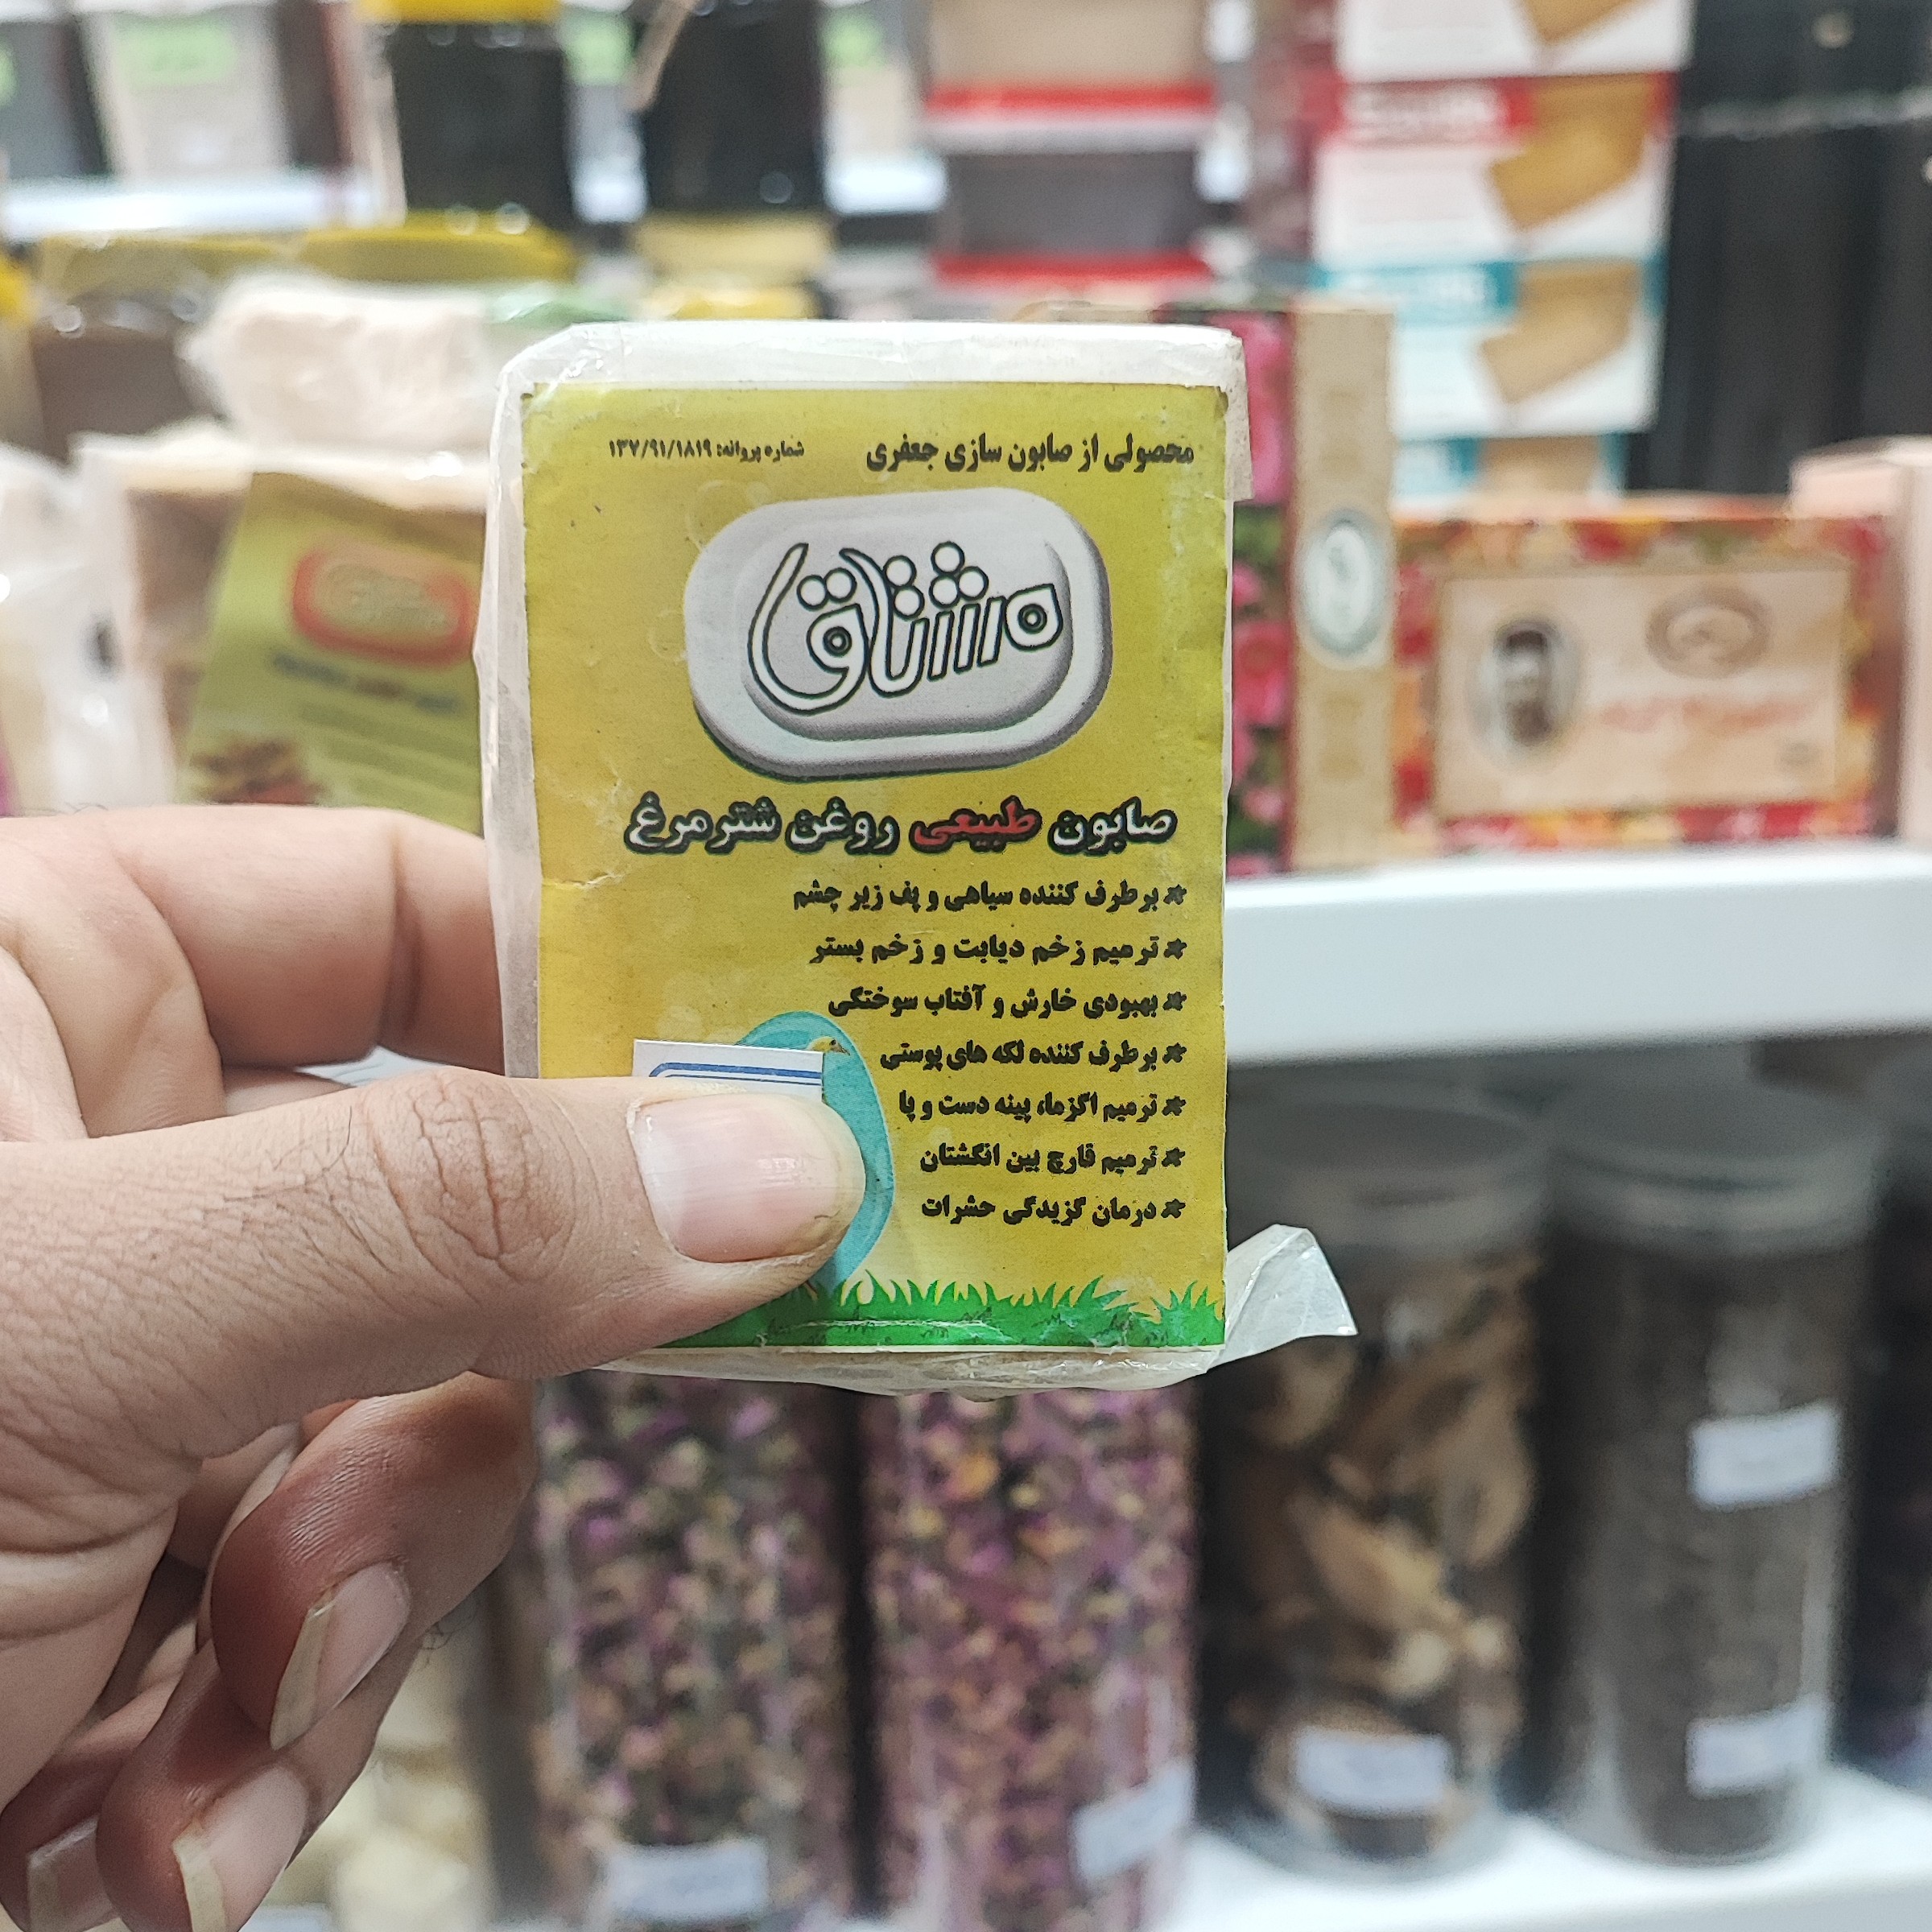 محصولی از صابون سازی جعفری
شماره پروانه: ۱۳۷/۹۱/۱۸۱۹
مشتاق
صابون طبیعی روغن شترمرغ
* برطرف کننده سیاهی و پف زیر چشم
* ترمیم زخم دیابت و زخم بستر
* بهبودی خارش و آفتاب سوختگی
* برطرف کننده لکه های پوستی
* ترمیم اگزما، پینه دست و پا
* ترمیم قارچ بین انگشتان
* درمان گزیدگی حشرات